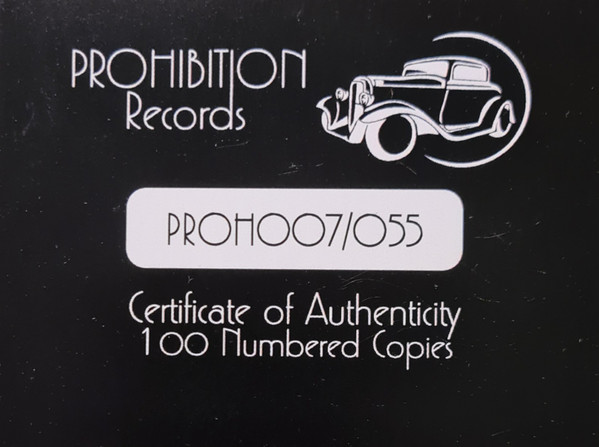 PROHIBITION
Records
PROH007/055
Certificate of Authenticity
100 Numbered Copies